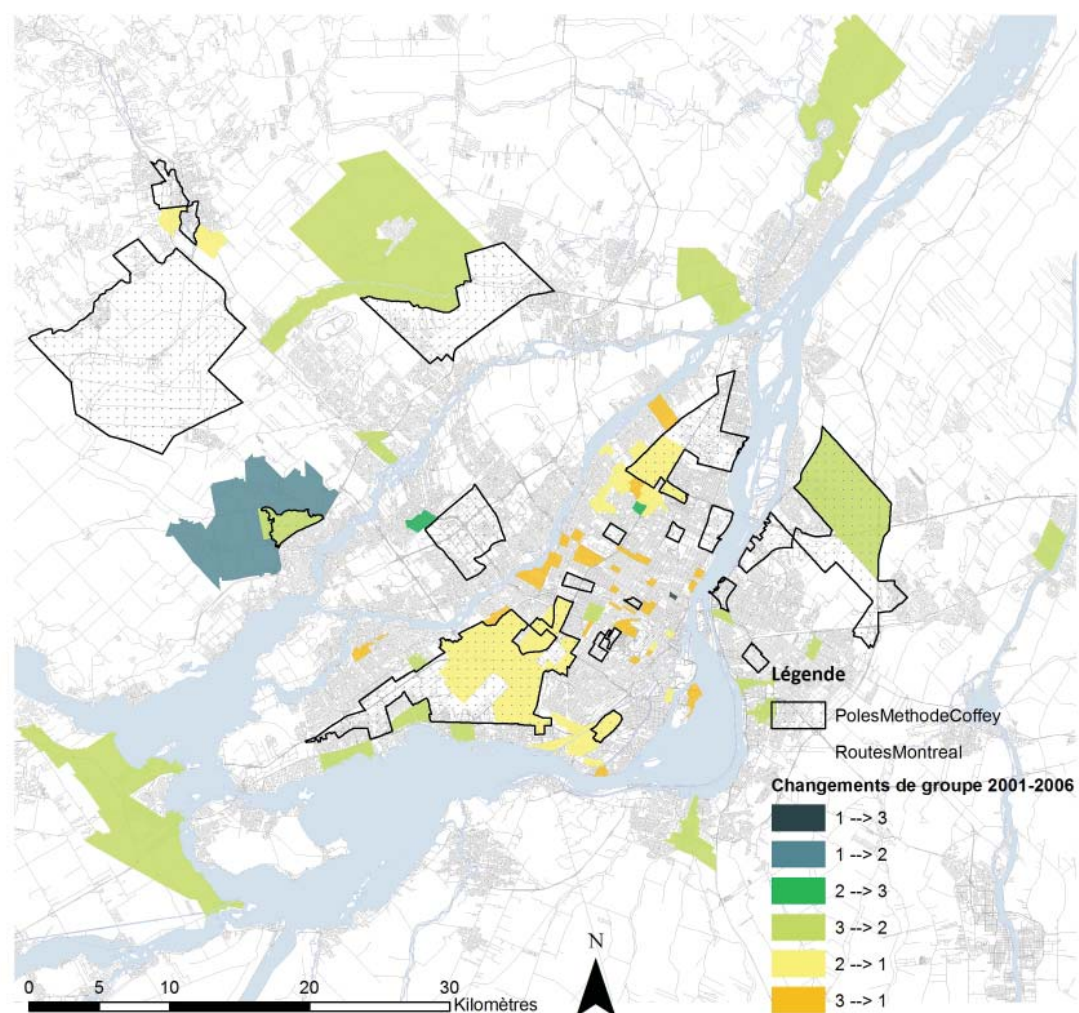 Légende
PolesMethodeCoffey
RoutesMontreal
Changements de groupe 2001-2006
1 --> 3
1 --> 2
2 --> 3
3 --> 2
2 --> 1
3 --> 1
N
0 5 10 20 30
Kilomètres